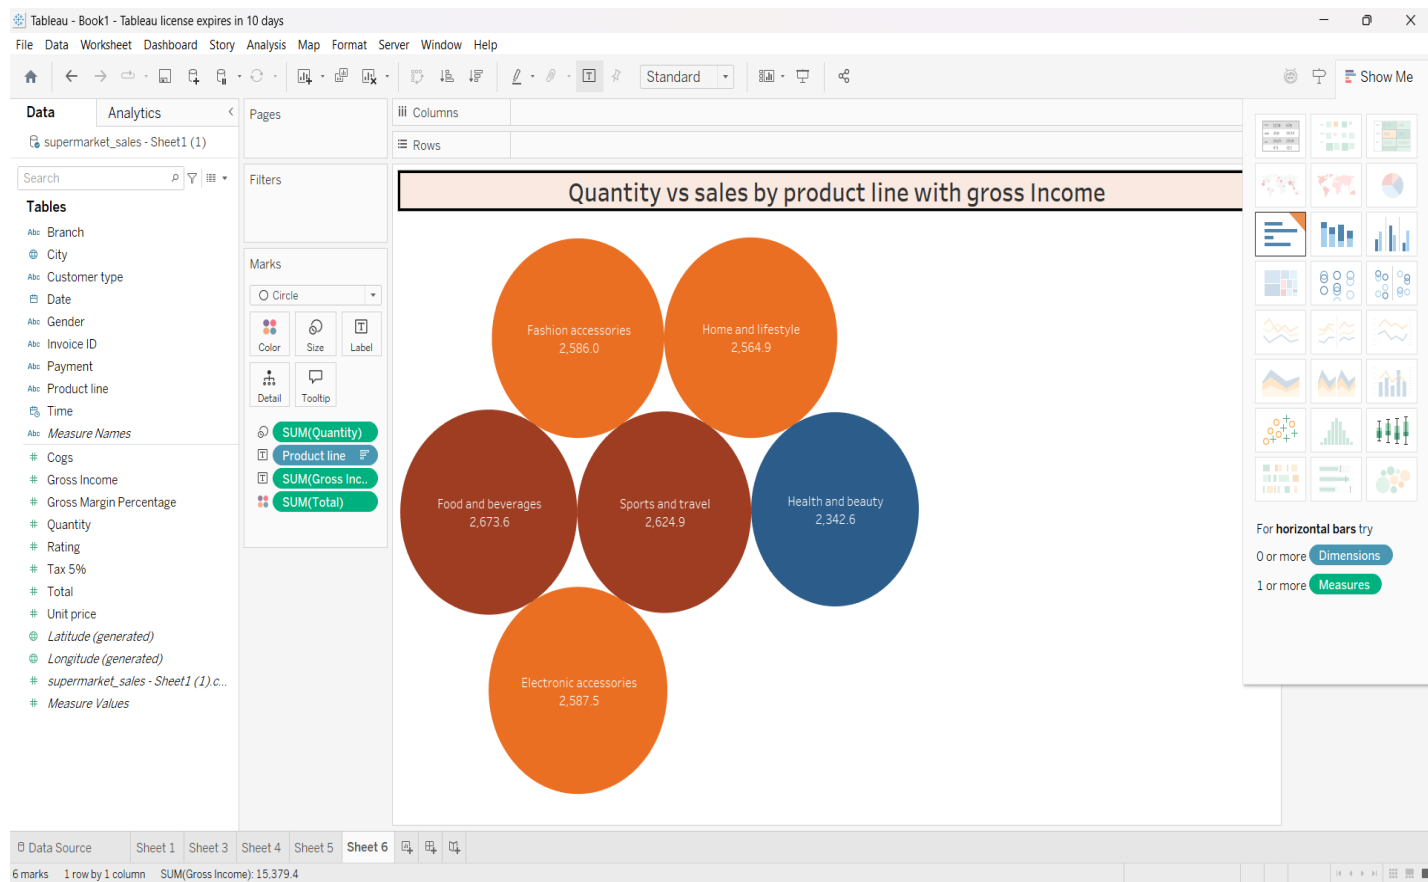 Tableau - Book1 - Tableau license expires in 10 days
File Data Worksheet Dashboard Story Analysis Map Format Server Window Help
Standard
Show Me
Data Analytics
supermarket_sales - Sheet1 (1)
Search
Tables
Abc Branch
City
Abc Customer type
Date
Abc Gender
Abc Invoice ID
Abc Payment
Abc Product line
Time
Abc Measure Names
# Cogs
# Gross Income
# Gross Margin Percentage
# Quantity
# Rating
# Tax 5%
# Total
# Unit price
Latitude (generated)
Longitude (generated)
# supermarket_sales - Sheet1 (1).c...
# Measure Values
Pages
Filters
Marks
Circle
Color Size Label
Detail Tooltip
SUM(Quantity)
Product line
SUM(Gross Inc..
SUM(Total)
Columns
Rows
Quantity vs sales by product line with gross Income
Fashion accessories
2,586.0
Home and lifestyle
2,564.9
Food and beverages
2,673.6
Sports and travel
2,624.9
Health and beauty
2,342.6
Electronic accessories
2,587.5
For horizontal bars try
0 or more Dimensions
1 or more Measures
Data Source Sheet 1 Sheet 3 Sheet 4 Sheet 5 Sheet 6
6 marks 1 row by 1 column SUM(Gross Income): 15,379.4